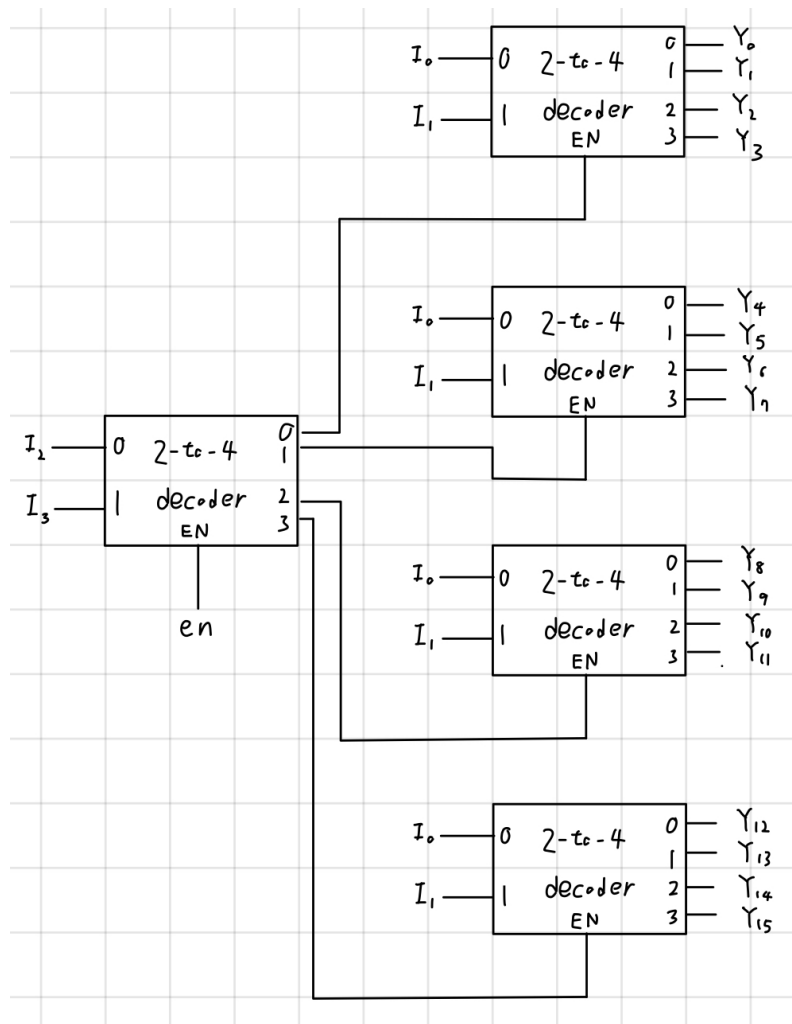 I₀ 0 2-to-4 0 Y₀
1 Y₁
I₁ 1 decoder 2 Y₂
EN 3 Y₃
I₀ 0 2-to-4 0 Y₄
1 Y₅
I₁ 1 decoder 2 Y₆
EN 3 Y₇
I₂ 0 2-to-4 0
1
I₃ 1 decoder 2
EN 3
en
I₀ 0 2-to-4 0 Y₈
1 Y₉
I₁ 1 decoder 2 Y₁₀
EN 3 Y₁₁
I₀ 0 2-to-4 0 Y₁₂
1 Y₁₃
I₁ 1 decoder 2 Y₁₄
EN 3 Y₁₅